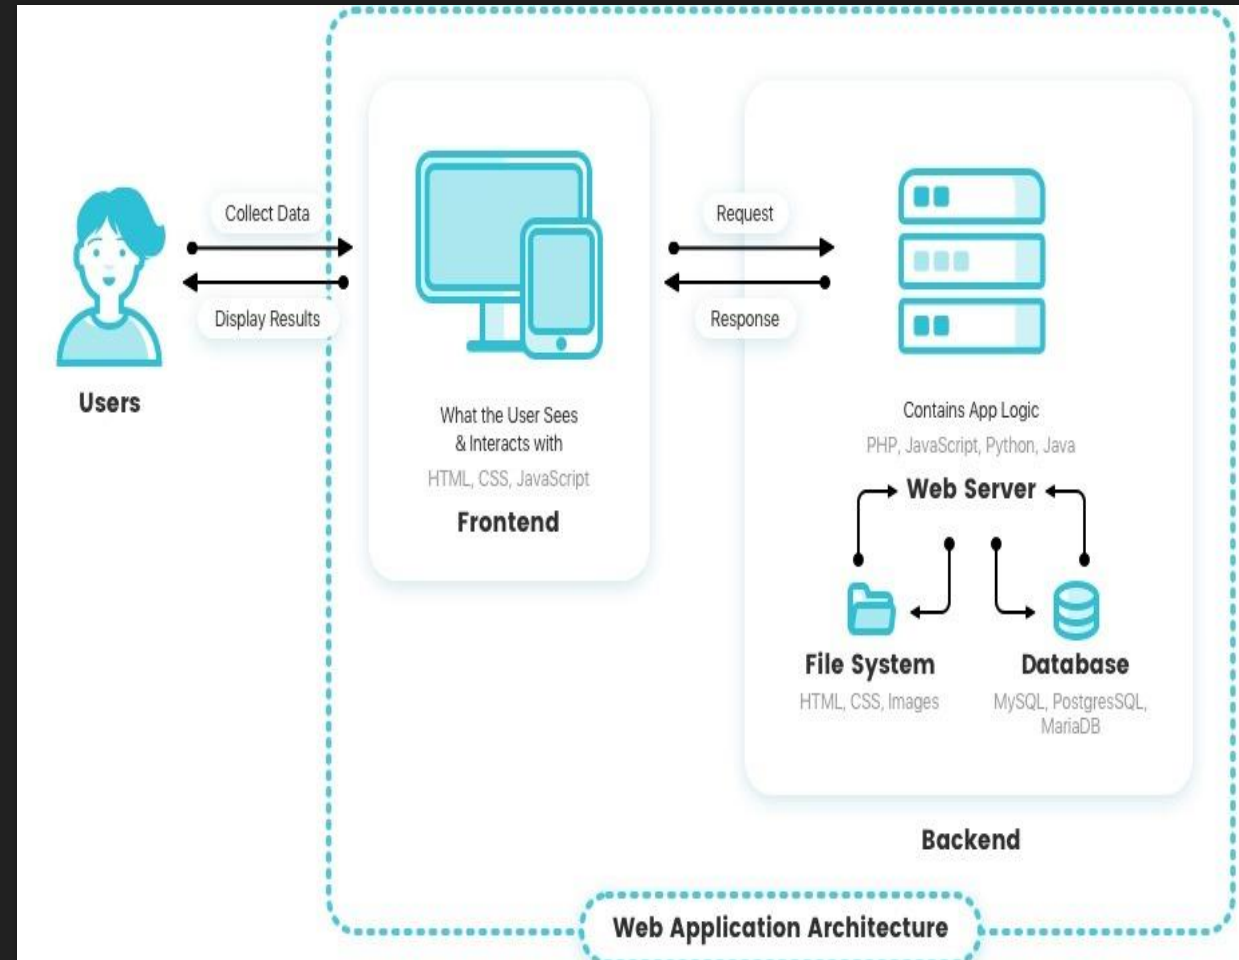 Collect Data
Display Results
Users
What the User Sees
& Interacts with
HTML, CSS, JavaScript
Frontend
Request
Response
Contains App Logic
PHP, JavaScript, Python, Java
Web Server
File System
HTML, CSS, Images
Database
MySQL, PostgresSQL,
MariaDB
Backend
Web Application Architecture